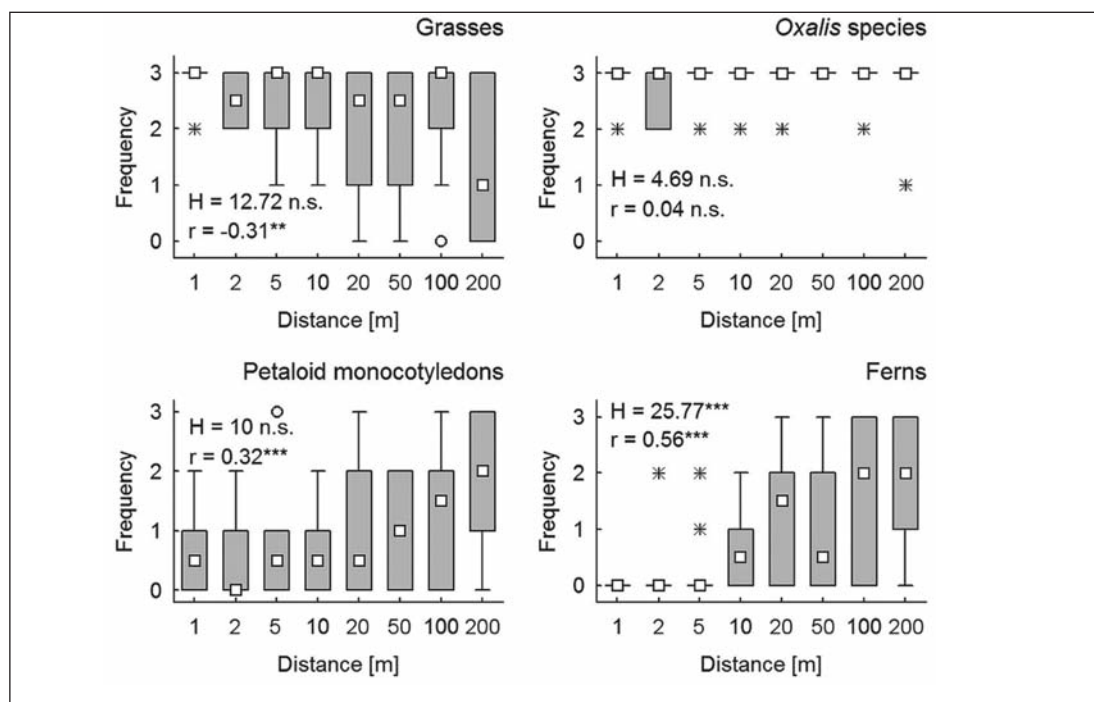 Grasses
Frequency
3
2
1
0
H = 12.72 n.s.
r = -0.31**
1 2 5 10 20 50 100 200
Distance [m]
Oxalis species
Frequency
3
2
1
0
H = 4.69 n.s.
r = 0.04 n.s.
1 2 5 10 20 50 100 200
Distance [m]
Petaloid monocotyledons
Frequency
3
2
1
0
H = 10 n.s.
r = 0.32***
1 2 5 10 20 50 100 200
Distance [m]
Ferns
Frequency
3
2
1
0
H = 25.77***
r = 0.56***
1 2 5 10 20 50 100 200
Distance [m]